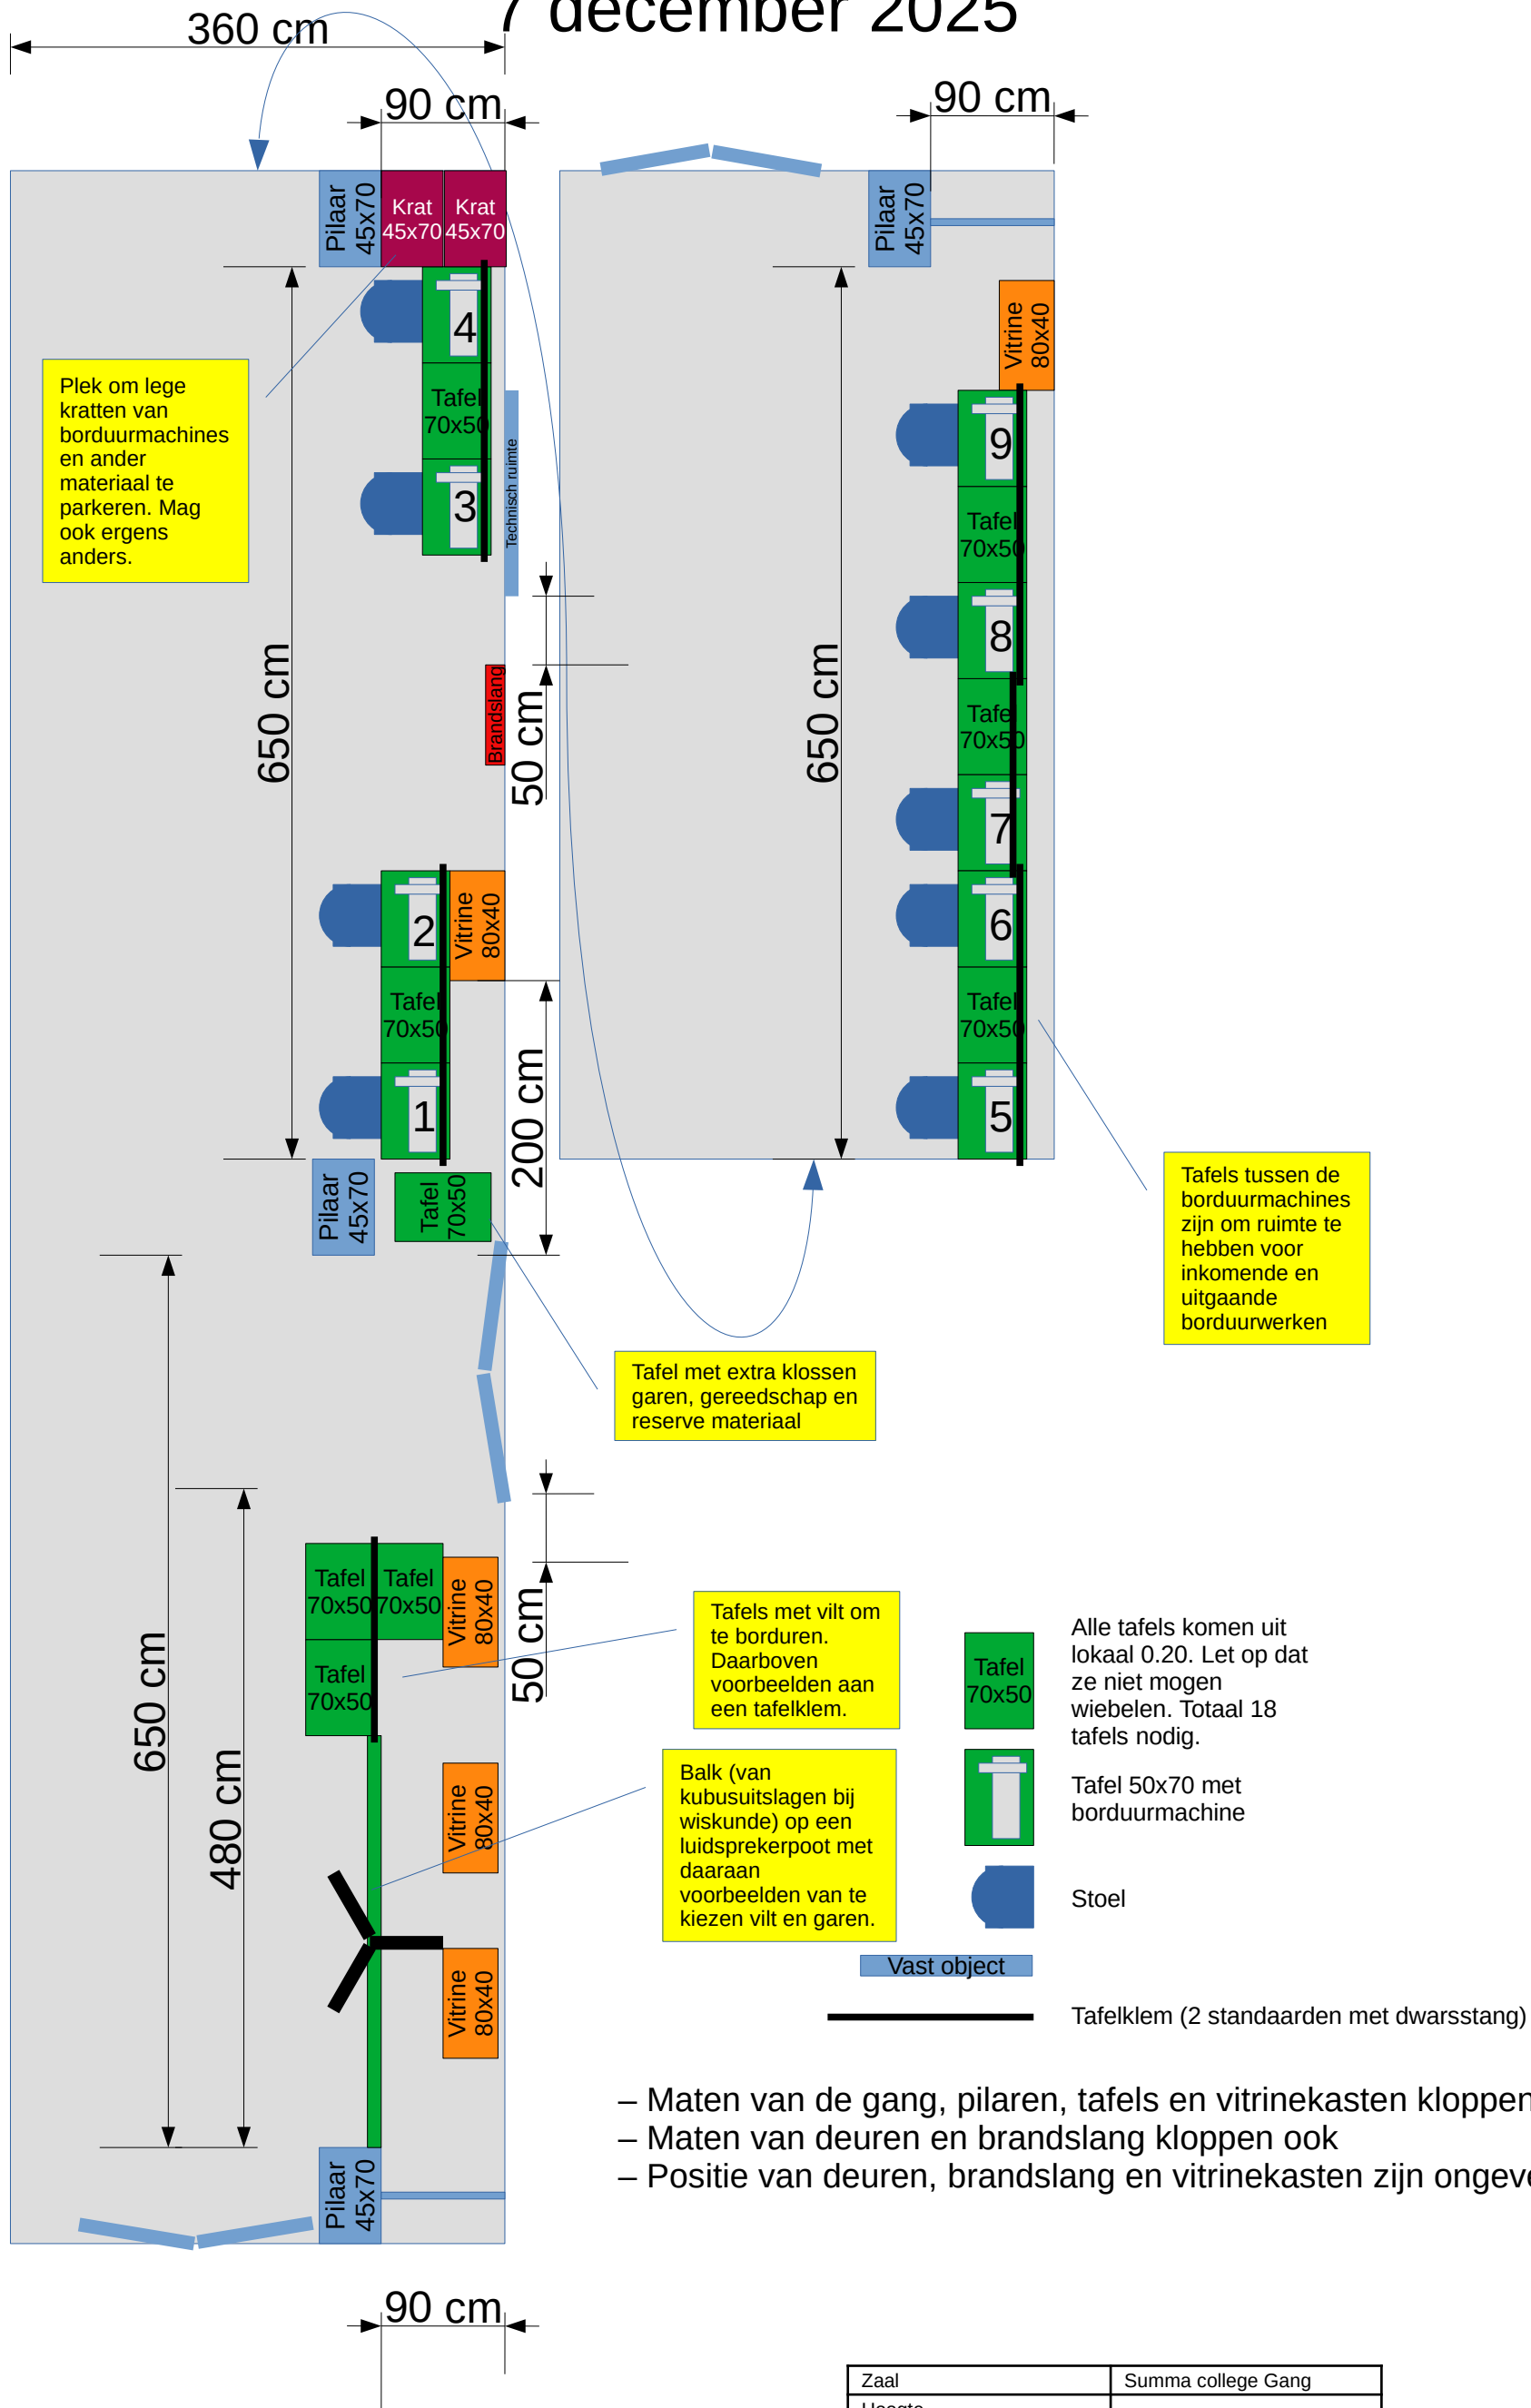 7 december 2025
360 cm
90 cm
90 cm
Pilaar
45x70
Krat
45x70
Krat
45x70
Pilaar
45x70
4
Tafel
70x50
3
Technisch ruimte
Plek om lege
kratten van
borduurmachines
en ander
materiaal te
parkeren. Mag
ook ergens
anders.
Vitrine
80x40
9
Tafel
70x50
8
Tafel
70x50
7
6
Tafel
70x50
5
650 cm
Brandslang
50 cm
650 cm
2
Vitrine
80x40
Tafel
70x50
1
200 cm
Pilaar
45x70
Tafel
70x50
Tafels tussen de
borduurmachines
zijn om ruimte te
hebben voor
inkomende en
uitgaande
borduurwerken
Tafel met extra klossen
garen, gereedschap en
reserve materiaal
650 cm
480 cm
Tafel
70x50
Tafel
70x50
Vitrine
80x40
50 cm
Tafel
70x50
Tafels met vilt om
te borduren.
Daarboven
voorbeelden aan
een tafelklem.
Vitrine
80x40
Balk (van
kubusuitslagen bij
wiskunde) op een
luidsprekerpoot met
daaraan
voorbeelden van te
kiezen vilt en garen.
Vitrine
80x40
Tafel
70x50
Alle tafels komen uit
lokaal 0.20. Let op dat
ze niet mogen
wiebelen. Totaal 18
tafels nodig.
Tafel 50x70 met
borduurmachine
Stoel
Vast object
Tafelklem (2 standaarden met dwarsstang)
– Maten van de gang, pilaren, tafels en vitrinekasten kloppen
– Maten van deuren en brandslang kloppen ook
– Positie van deuren, brandslang en vitrinekasten zijn
Pilaar
45x70
90 cm
Zaal
Summa college Gang